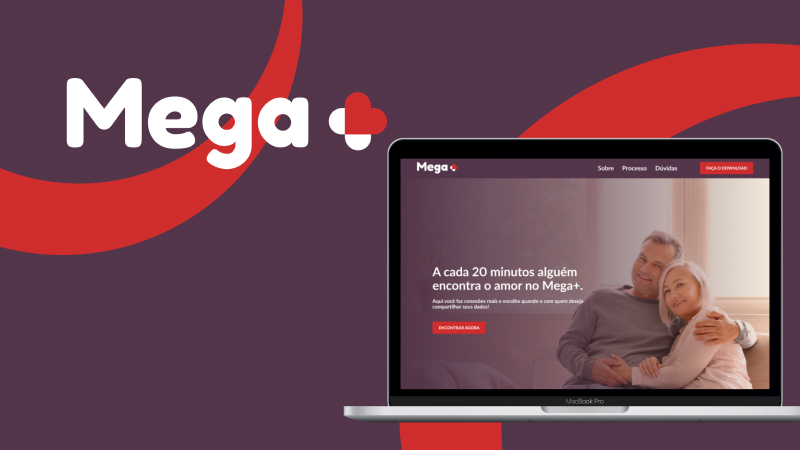 Mega
Mega
Sobre Processo Dúvidas FAÇA O DOWNLOAD
A cada 20 minutos alguém
encontra o amor no Mega+.
Aqui você faz conexões reais e escolhe quando e com quem deseja
compartilhar seus dados!
ENCONTRAR AGORA
MacBook Pro